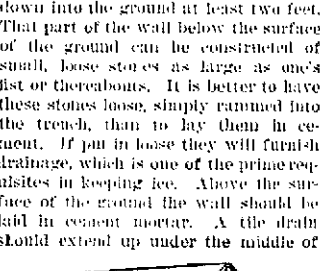 down into the ground at least two feet.
That part of the wall below the surface
of the ground can be constructed of
small, loose stones as large as one's
fist or thereabouts. It is better to have
these stones loose, simply rammed into
the trench, than to lay them in ce-
ment. If put in loose they will furnish
drainage, which is one of the prime req-
uisites in keeping ice. Above the sur-
face of the ground the wall should be
laid in cement mortar. A tile drain
should extend up under the middle of